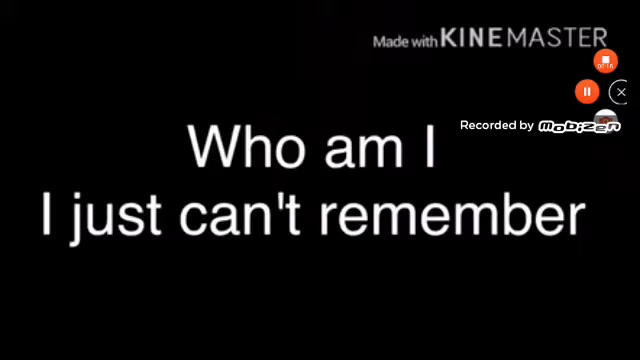 Made with KINEMASTER
Recorded by mobizen
Who am I
I just can't remember